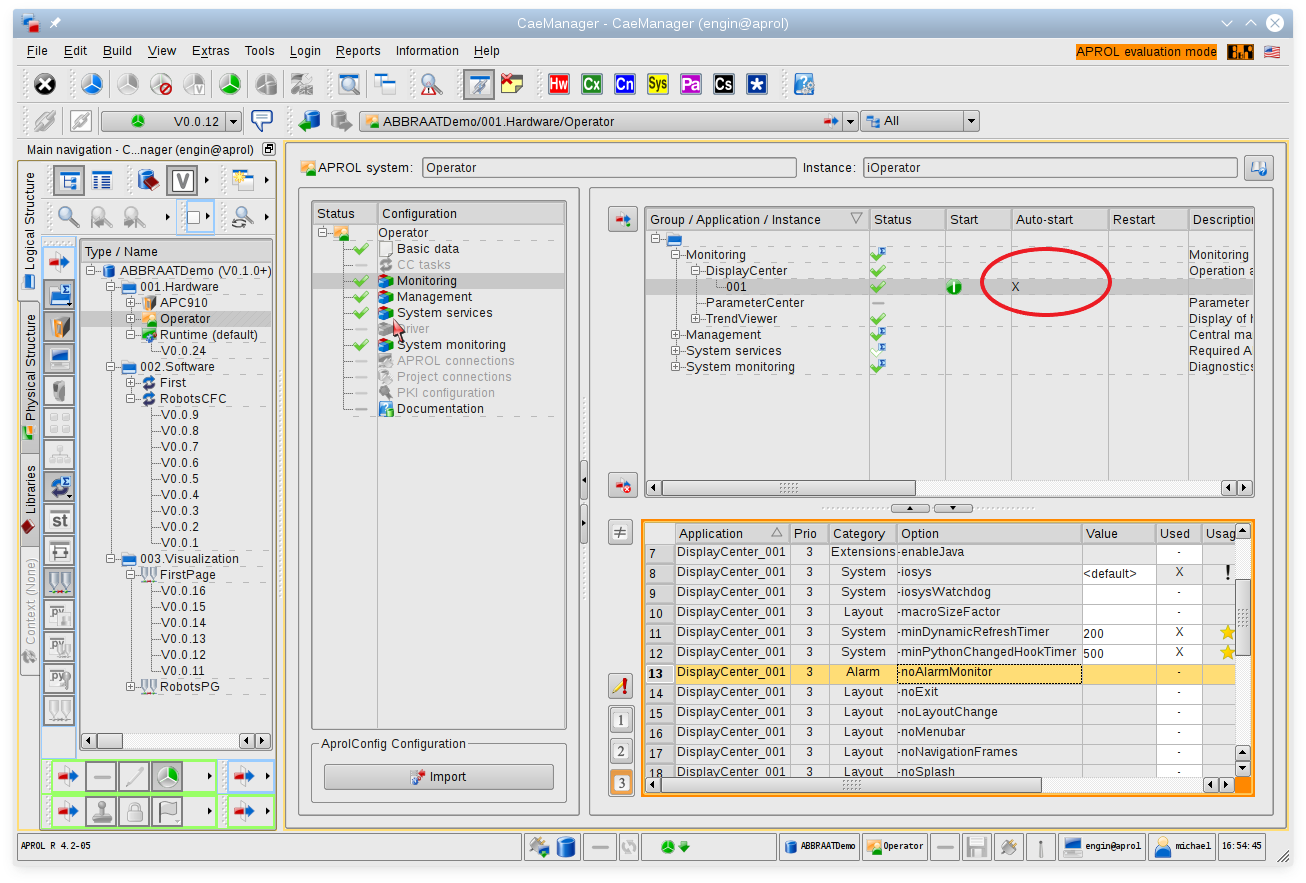 CaeManager - CaeManager (engin@aprol)
File Edit Build View Extras Tools Login Reports Information Help
APROL evaluation mode
Hw Cx Cn Sys Pa Cs *
V0.0.12
ABBRAATDemo/001.Hardware/Operator
All
Main navigation - C...nager (engin@aprol)
Logical Structure
Physical Structure
Libraries
Context (None)
V
st
py
py
py
Type / Name
ABBRAATDemo (V0.1.0+)
001.Hardware
APC910
Operator
Runtime (default)
V0.0.24
002.Software
First
RobotsCFC
V0.0.9
V0.0.8
V0.0.7
V0.0.6
V0.0.5
V0.0.4
V0.0.3
V0.0.2
V0.0.1
003.Visualization
FirstPage
V0.0.16
V0.0.15
V0.0.14
V0.0.13
V0.0.12
V0.0.11
RobotsPG
APROL system: Operator Instance: iOperator
Status Configuration
Operator
Basic data
CC tasks
Monitoring
Management
System services
river
System monitoring
APROL connections
Project connections
PKI configuration
Documentation
AprolConfig Configuration
Import
Group / Application / Instance Status Start Auto-start Restart Description
Monitoring Monitoring
DisplayCenter Operation a
001 1 X
ParameterCenter Parameter
TrendViewer Display of h
Management Central ma
System services Required A
System monitoring Diagnostics
≠
1
2
3
Application Prio Category Option Value Used Usag
7 DisplayCenter_001 3 Extensions -enableJava -
8 DisplayCenter_001 3 System -iosys <default> X !
9 DisplayCenter_001 3 System -iosysWatchdog -
10 DisplayCenter_001 3 Layout -macroSizeFactor -
11 DisplayCenter_001 3 System -minDynamicRefreshTimer 200 X
12 DisplayCenter_001 3 System -minPythonChangedHookTimer 500 X
13 DisplayCenter_001 3 Alarm -noAlarmMonitor -
14 DisplayCenter_001 3 Layout -noExit -
15 DisplayCenter_001 3 Layout -noLayoutChange -
16 DisplayCenter_001 3 Layout -noMenubar -
17 DisplayCenter_001 3 Layout -noNavigationFrames -
18 DisplayCenter_001 3 Layout -noSplash -
APROL R 4.2-05
ABBRAATDemo
Operator
engin@aprol
michael
16:54:45